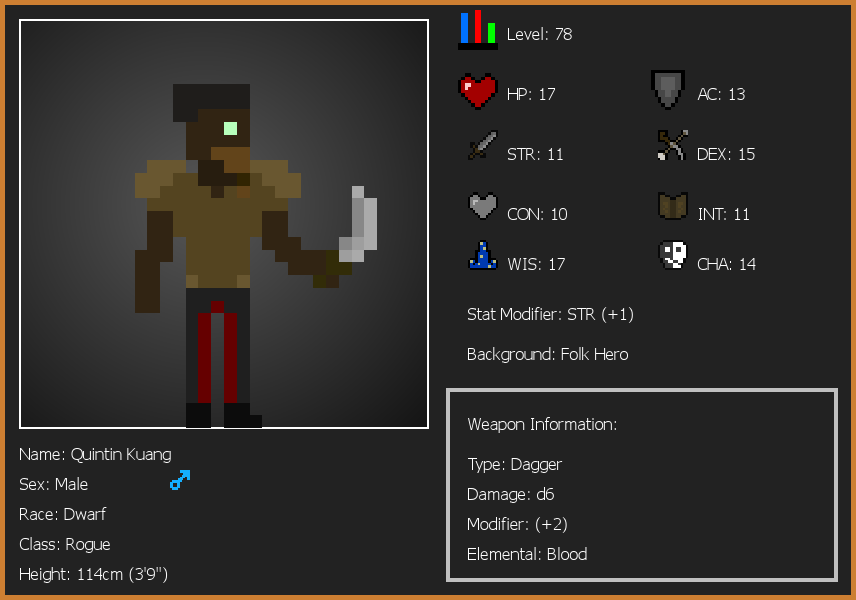 Level: 78
HP: 17
AC: 13
STR: 11
DEX: 15
CON: 10
INT: 11
WIS: 17
CHA: 14
Stat Modifier: STR (+1)
Background: Folk Hero
Weapon Information:
Type: Dagger
Damage: d6
Modifier: (+2)
Elemental: Blood
Name: Quintin Kuang
Sex: Male
Race: Dwarf
Class: Rogue
Height: 114cm (3'9")